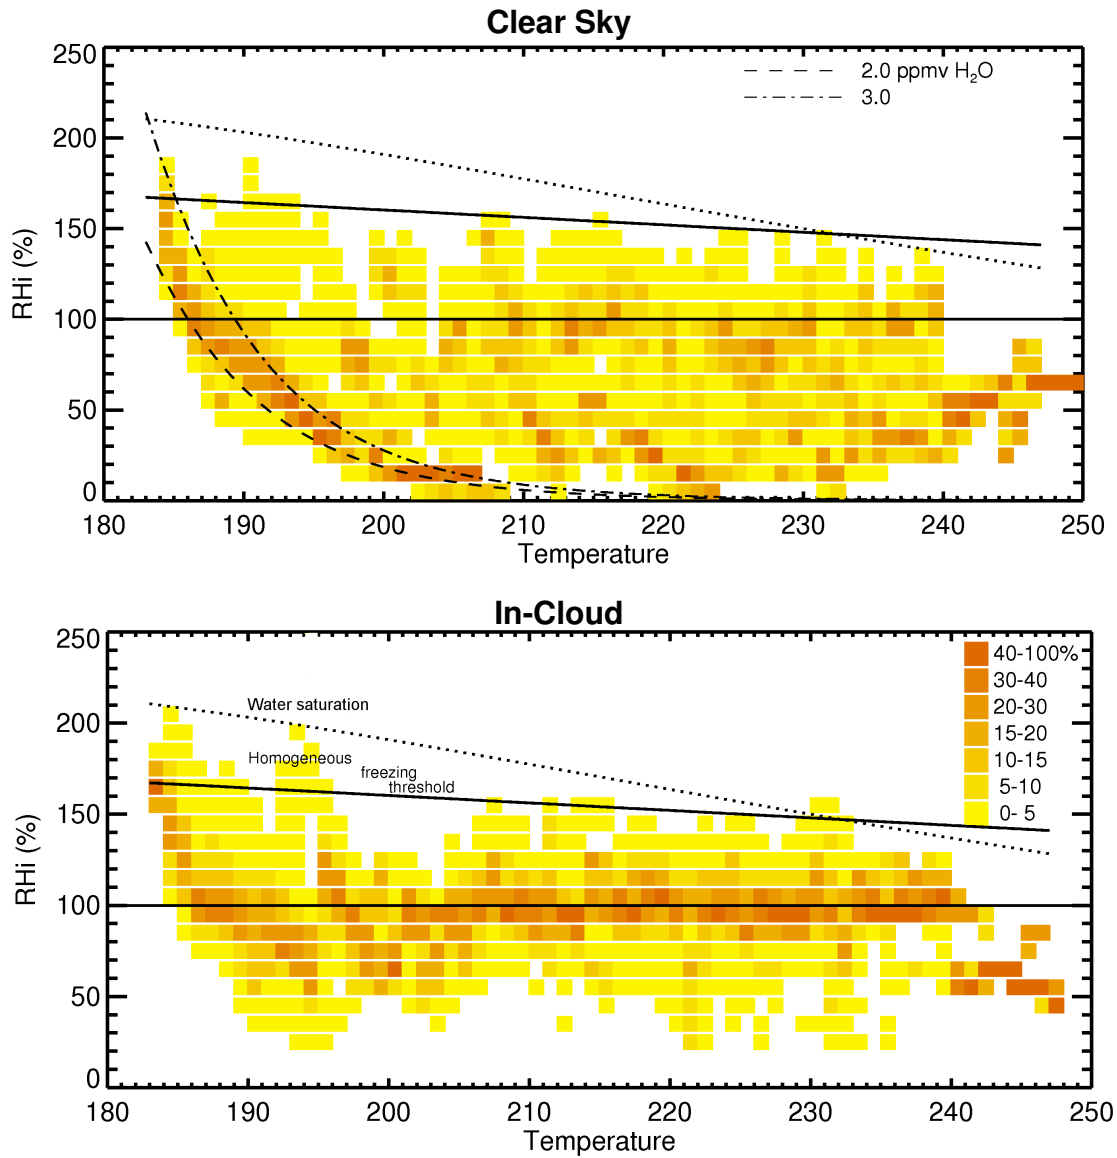 Clear Sky
250
200
150
100
50
0
RHi (%)
2.0 ppmv H₂O
3.0
180 190 200 210 220 230 240 250
Temperature
In-Cloud
250
200
150
100
50
0
RHi (%)
Water saturation
Homogeneous
freezing
threshold
40-100%
30-40
20-30
15-20
10-15
5-10
0- 5
180 190 200 210 220 230 240 250
Temperature